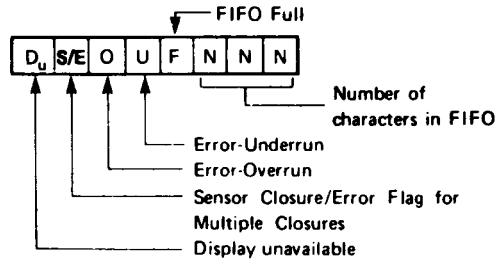 FIFO Full
Du S/E O U F N N N
Number of
characters in FIFO
Error-Underrun
Error-Overrun
Sensor Closure/Error Flag for
Multiple Closures
Display unavailable